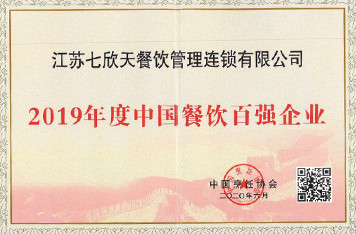 江苏七欣天餐饮管理连锁有限公司
2019年度中国餐饮百强企业
中国烹饪协会
二〇二〇年六月